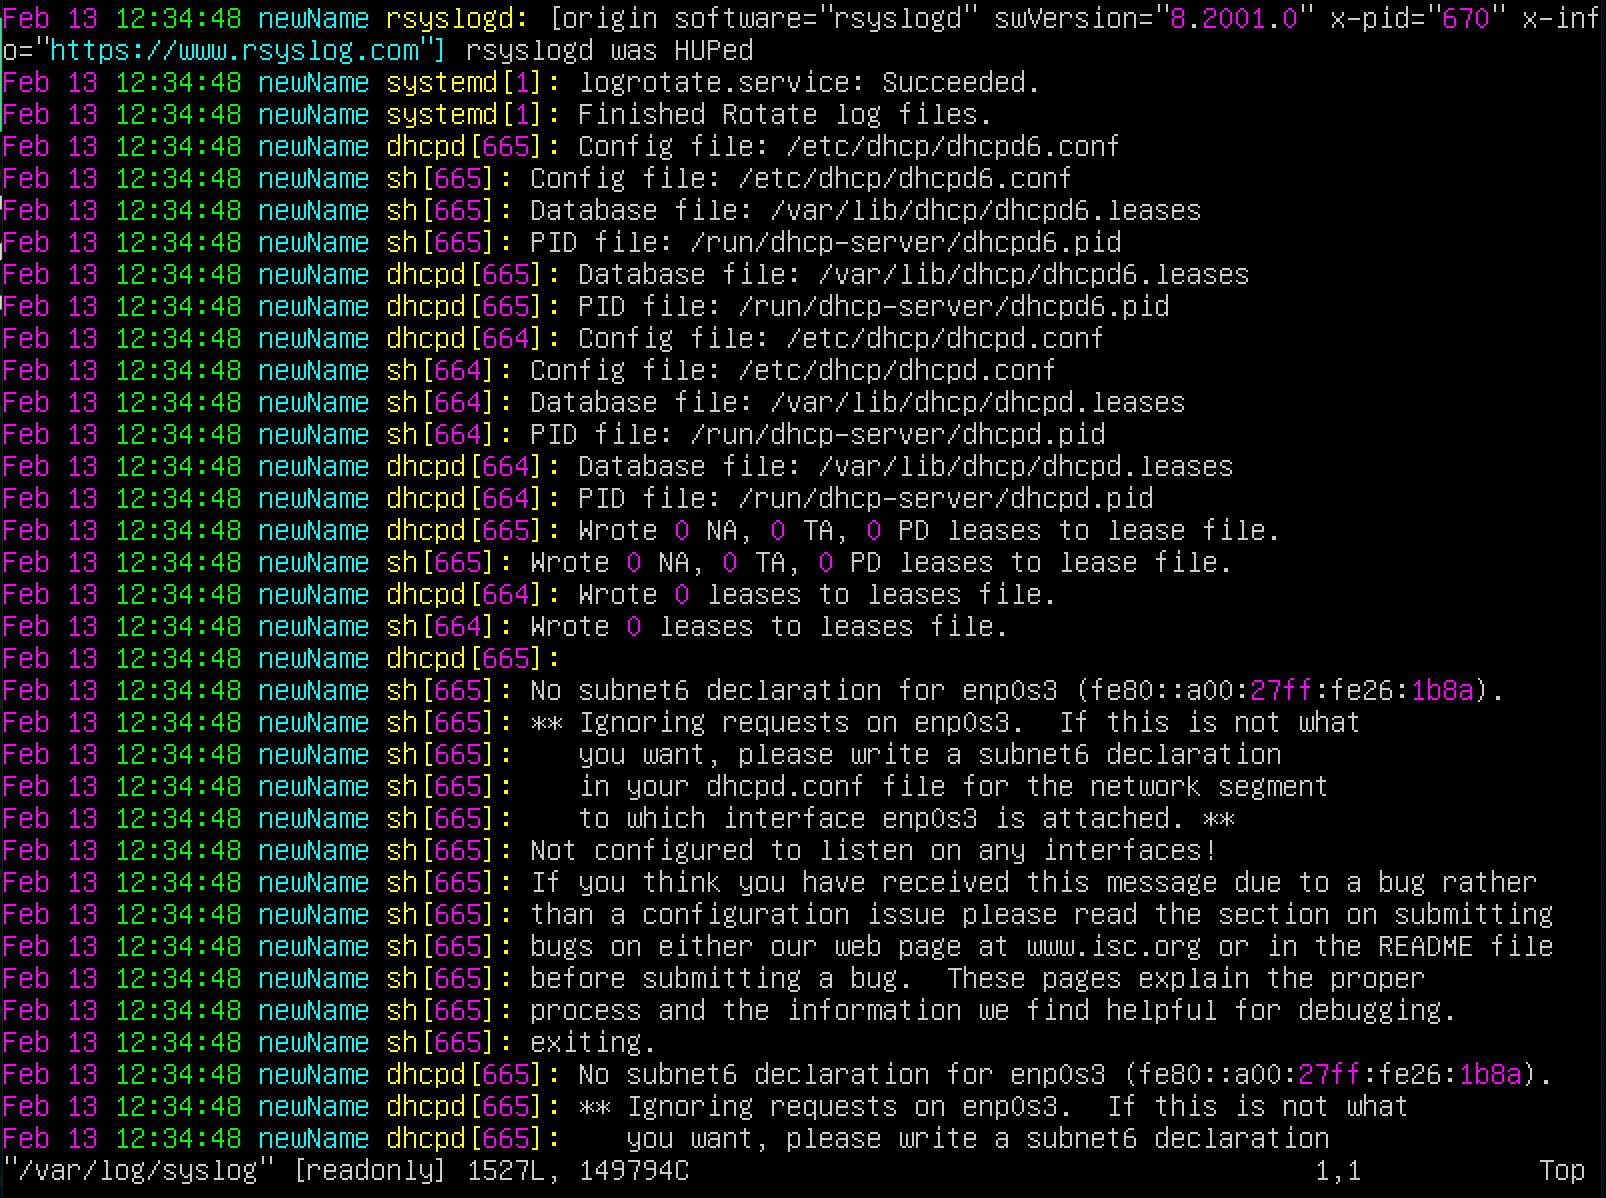 Feb 13 12:34:48 newName rsyslogd: [origin software="rsyslogd" swVersion="8.2001.0" x-pid="670" x-inf
o="https://www.rsyslog.com"] rsyslogd was HUPed
Feb 13 12:34:48 newName systemd[1]: logrotate.service: Succeeded.
Feb 13 12:34:48 newName systemd[1]: Finished Rotate log files.
Feb 13 12:34:48 newName dhcpd[665]: Config file: /etc/dhcp/dhcpd6.conf
Feb 13 12:34:48 newName sh[665]: Config file: /etc/dhcp/dhcpd6.conf
Feb 13 12:34:48 newName sh[665]: Database file: /var/lib/dhcp/dhcpd6.leases
Feb 13 12:34:48 newName sh[665]: PID file: /run/dhcp-server/dhcpd6.pid
Feb 13 12:34:48 newName dhcpd[665]: Database file: /var/lib/dhcp/dhcpd6.leases
Feb 13 12:34:48 newName dhcpd[665]: PID file: /run/dhcp-server/dhcpd6.pid
Feb 13 12:34:48 newName dhcpd[664]: Config file: /etc/dhcp/dhcpd.conf
Feb 13 12:34:48 newName sh[664]: Config file: /etc/dhcp/dhcpd.conf
Feb 13 12:34:48 newName sh[664]: Database file: /var/lib/dhcp/dhcpd.leases
Feb 13 12:34:48 newName sh[664]: PID file: /run/dhcp-server/dhcpd.pid
Feb 13 12:34:48 newName dhcpd[664]: Database file: /var/lib/dhcp/dhcpd.leases
Feb 13 12:34:48 newName dhcpd[664]: PID file: /run/dhcp-server/dhcpd.pid
Feb 13 12:34:48 newName dhcpd[665]: Wrote 0 NA, 0 TA, 0 PD leases to lease file.
Feb 13 12:34:48 newName sh[665]: Wrote 0 NA, 0 TA, 0 PD leases to lease file.
Feb 13 12:34:48 newName dhcpd[664]: Wrote 0 leases to leases file.
Feb 13 12:34:48 newName sh[664]: Wrote 0 leases to leases file.
Feb 13 12:34:48 newName dhcpd[665]:
Feb 13 12:34:48 newName sh[665]: No subnet6 declaration for enp0s3 (fe80::a00:27ff:fe26:1b8a).
Feb 13 12:34:48 newName sh[665]: ** Ignoring requests on enp0s3.  If this is not what
Feb 13 12:34:48 newName sh[665]:    you want, please write a subnet6 declaration
Feb 13 12:34:48 newName sh[665]:    in your dhcpd.conf file for the network segment
Feb 13 12:34:48 newName sh[665]:    to which interface enp0s3 is attached. **
Feb 13 12:34:48 newName sh[665]: Not configured to listen on any interfaces!
Feb 13 12:34:48 newName sh[665]: If you think you have received this message due to a bug rather
Feb 13 12:34:48 newName sh[665]: than a configuration issue please read the section on submitting
Feb 13 12:34:48 newName sh[665]: bugs on either our web page at www.isc.org or in the README file
Feb 13 12:34:48 newName sh[665]: before submitting a bug.  These pages explain the proper
Feb 13 12:34:48 newName sh[665]: process and the information we find helpful for debugging.
Feb 13 12:34:48 newName sh[665]: exiting.
Feb 13 12:34:48 newName dhcpd[665]: No subnet6 declaration for enp0s3 (fe80::a00:27ff:fe26:1b8a).
Feb 13 12:34:48 newName dhcpd[665]: ** Ignoring requests on enp0s3.  If this is not what
Feb 13 12:34:48 newName dhcpd[665]:    you want, please write a subnet6 declaration
"/var/log/syslog" [readonly] 1527L, 149794C 1,1 Top